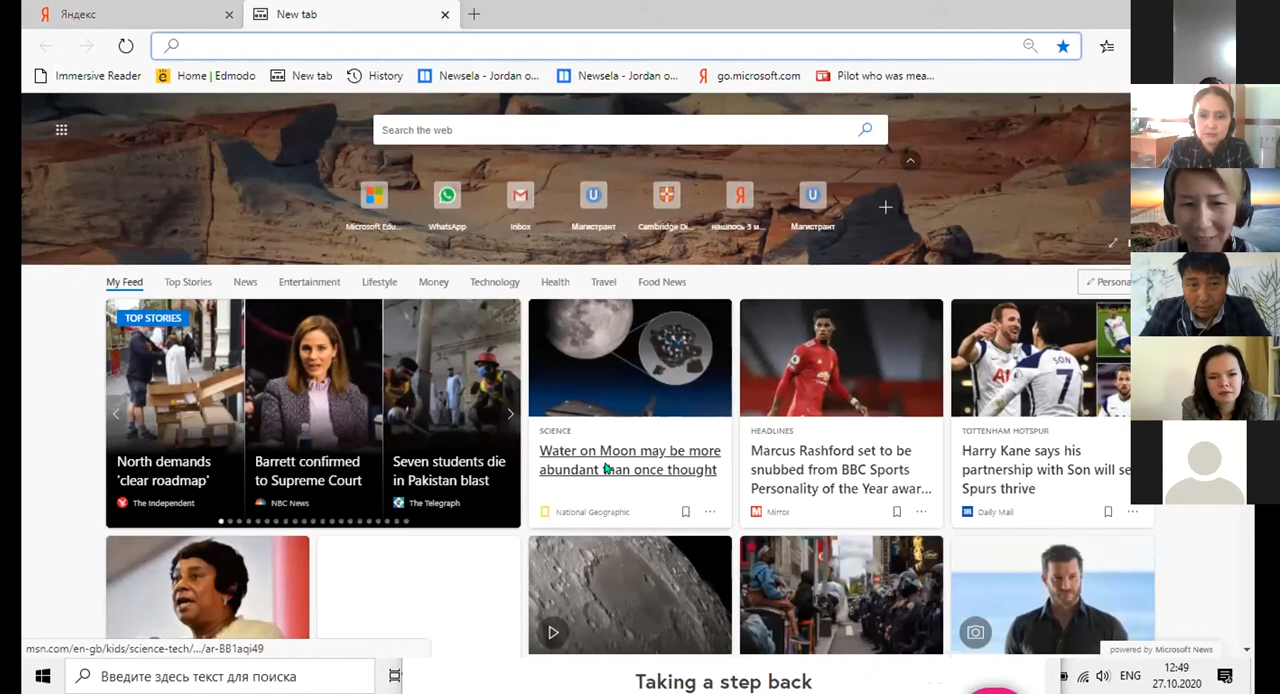 Яндекс
New tab
Immersive Reader
Home | Edmodo
New tab
History
Newsela - Jordan o...
Newsela - Jordan o...
go.microsoft.com
Pilot who was mea...
Search the web
Microsoft Edu...
WhatsApp
Inbox
Магистрант
Cambridge Di...
нашлось 3 м...
Магистрант
My Feed
Top Stories
News
Entertainment
Lifestyle
Money
Technology
Health
Travel
Food News
Persona
TOP STORIES
North demands
'clear roadmap'
The Independent
Barrett confirmed
to Supreme Court
NBC News
Seven students die
in Pakistan blast
The Telegraph
SCIENCE
Water on Moon may be more
abundant than once thought
National Geographic
HEADLINES
Marcus Rashford set to be
snubbed from BBC Sports
Personality of the Year awar...
Mirror
TOTTENHAM HOTSPUR
Harry Kane says his
partnership with Son will se
Spurs thrive
Daily Mail
SON
7
msn.com/en-gb/kids/science-tech/.../ar-BB1aqi49
powered by Microsoft News
Введите здесь текст для поиска
Taking a step back
ENG
12:49
27.10.2020